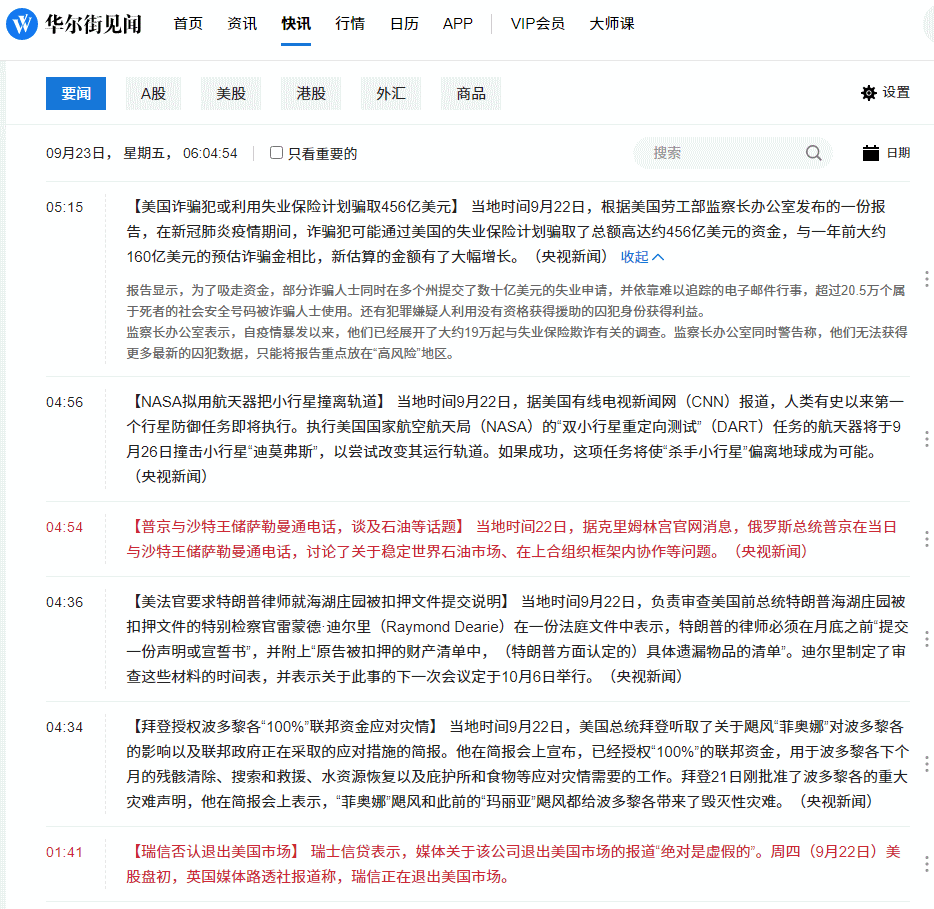 华尔街见闻 首页 资讯 快讯 行情 日历 APP VIP会员 大师课
要闻 A股 美股 港股 外汇 商品 设置
09月23日， 星期五， 06:04:54 只看重要的 搜索 日期
05:15 【美国诈骗犯或利用失业保险计划骗取456亿美元】 当地时间9月22日，根据美国劳工部监察长办公室发布的一份报
告，在新冠肺炎疫情期间，诈骗犯可能通过美国的失业保险计划骗取了总额高达约456亿美元的资金，与一年前大约
160亿美元的预估诈骗金相比，新估算的金额有了大幅增长。（央视新闻） 收起
报告显示，为了吸走资金，部分诈骗人士同时在多个州提交了数十亿美元的失业申请，并依靠难以追踪的电子邮件行事，超过20.5万个属
于死者的社会安全号码被诈骗人士使用。还有犯罪嫌疑人利用没有资格获得援助的囚犯身份获得利益。
监察长办公室表示，自疫情暴发以来，他们已经展开了大约19万起与失业保险欺诈有关的调查。监察长办公室同时警告称，他们无法获得
更多最新的囚犯数据，只能将报告重点放在“高风险”地区。
04:56 【NASA拟用航天器把小行星撞离轨道】 当地时间9月22日，据美国有线电视新闻网（CNN）报道，人类有史以来第一
个行星防御任务即将执行。执行美国国家航空航天局（NASA）的“双小行星重定向测试”（DART）任务的航天器将于9
月26日撞击小行星“迪莫弗斯”，以尝试改变其运行轨道。如果成功，这项任务将使“杀手小行星”偏离地球成为可能。
（央视新闻）
04:54 【普京与沙特王储萨勒曼通电话，谈及石油等话题】 当地时间22日，据克里姆林宫官网消息，俄罗斯总统普京在当日
与沙特王储萨勒曼通电话，讨论了关于稳定世界石油市场、在上合组织框架内协作等问题。（央视新闻）
04:36 【美法官要求特朗普律师就海湖庄园被扣押文件提交说明】 当地时间9月22日，负责审查美国前总统特朗普海湖庄园被
扣押文件的特别检察官雷蒙德·迪尔里（Raymond Dearie）在一份法庭文件中表示，特朗普的律师必须在月底之前“提交
一份声明或宣誓书”，并附上“原告被扣押的财产清单中，（特朗普方面认定的）具体遗漏物品的清单”。迪尔里制定了审
查这些材料的时间表，并表示关于此事的下一次会议定于10月6日举行。（央视新闻）
04:34 【拜登授权波多黎各“100%”联邦资金应对灾情】 当地时间9月22日，美国总统拜登听取了关于飓风“菲奥娜”对波多黎各
的影响以及联邦政府正在采取的应对措施的简报。他在简报会上宣布，已经授权“100%”的联邦资金，用于波多黎各下个
月的残骸清除、搜索和救援、水资源恢复以及庇护所和食物等应对灾情需要的工作。拜登21日刚批准了波多黎各的重大
灾难声明，他在简报会上表示，“菲奥娜”飓风和此前的“玛丽亚”飓风都给波多黎各带来了毁灭性灾难。（央视新闻）
01:41 【瑞信否认退出美国市场】 瑞士信贷表示，媒体关于该公司退出美国市场的报道“绝对是虚假的”。周四（9月22日）美
股盘初，英国媒体路透社报道称，瑞信正在退出美国市场。